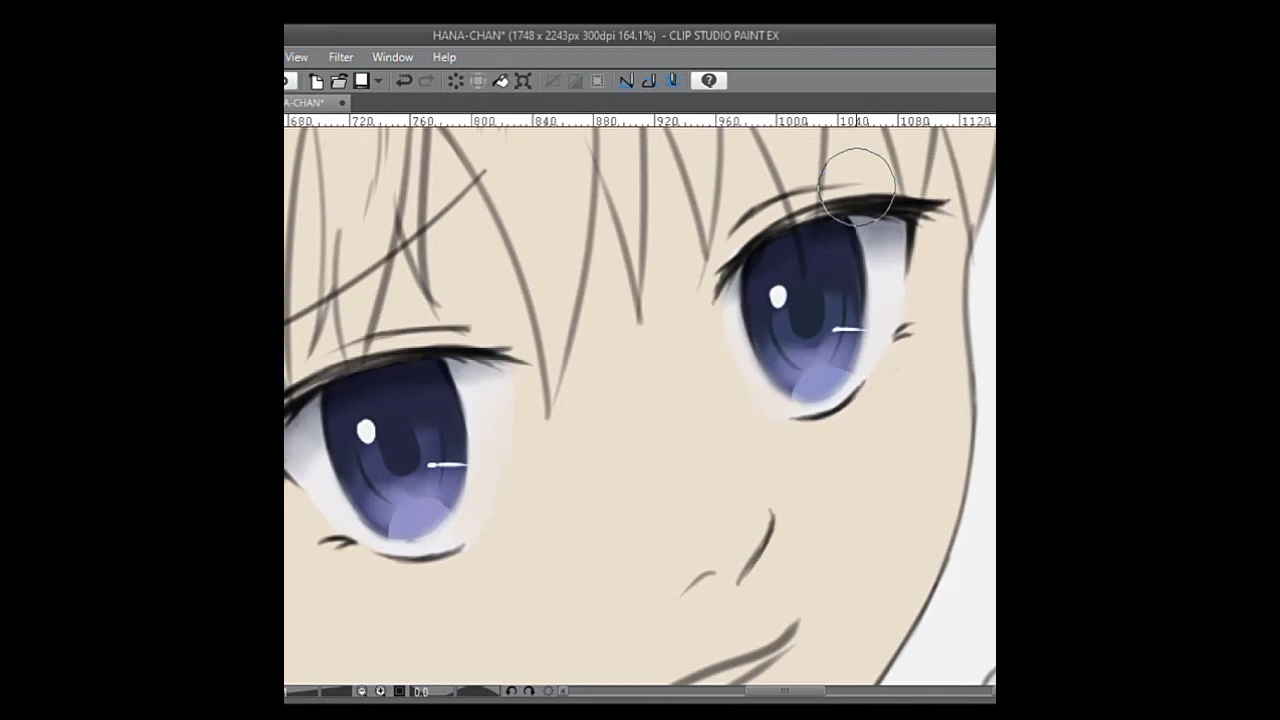 HANA-CHAN* (1748 x 2243px 300dpi 164.1%) - CLIP STUDIO PAINT EX
View Filter Window Help
A-CHAN*
680 720 760 800 840 880 920 960 1000 1040 1080 1120
0.0